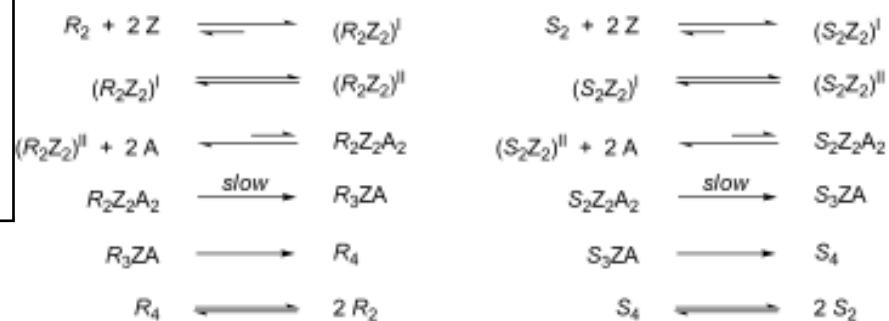 R₂ + 2 Z ⇌ (R₂Z₂)ᴵ S₂ + 2 Z ⇌ (S₂Z₂)ᴵ
(R₂Z₂)ᴵ ⇌ (R₂Z₂)ᴵᴵ (S₂Z₂)ᴵ ⇌ (S₂Z₂)ᴵᴵ
(R₂Z₂)ᴵᴵ + 2 A ⇌ R₂Z₂A₂ (S₂Z₂)ᴵᴵ + 2 A ⇌ S₂Z₂A₂
R₂Z₂A₂ slow → R₃ZA S₂Z₂A₂ slow → S₃ZA
R₃ZA → R₄ S₃ZA → S₄
R₄ ⇌ 2 R₂ S₄ ⇌ 2 S₂